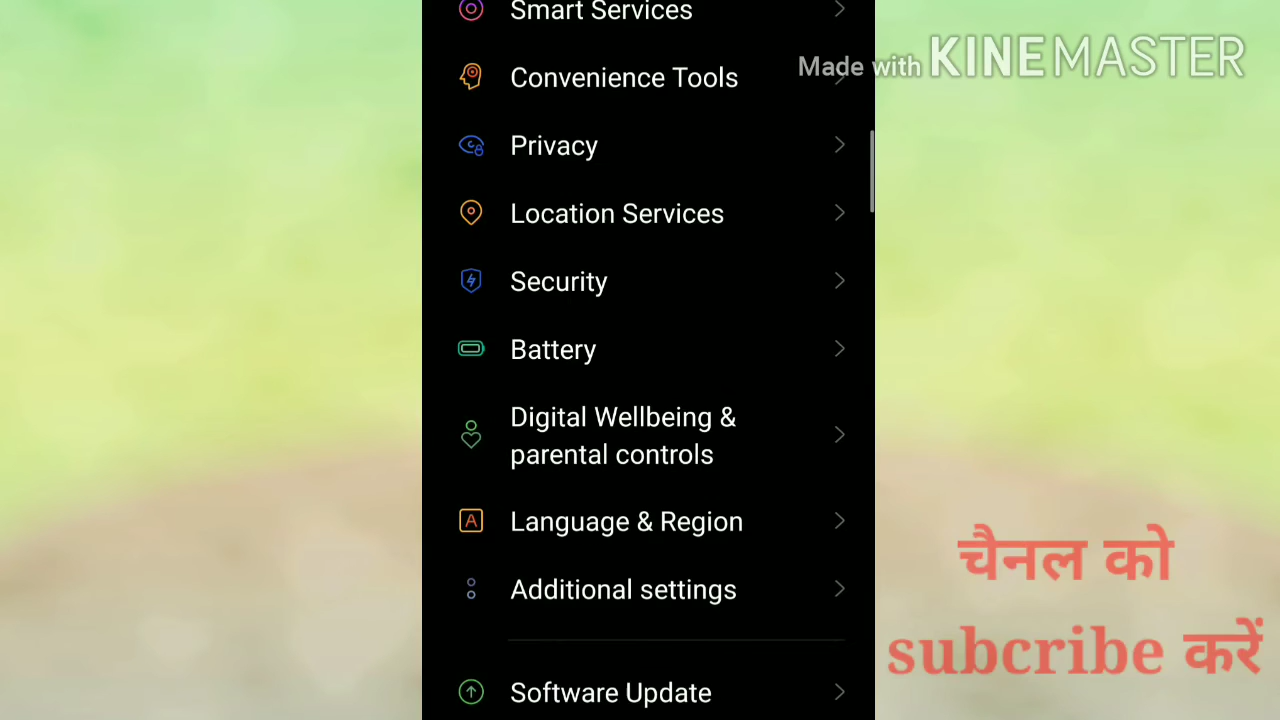 Smart Services
Made with KINEMASTER
Convenience Tools
Privacy
Location Services
Security
Battery
Digital Wellbeing &
parental controls
Language & Region
Additional settings
Software Update
चैनल को
subcribe करें